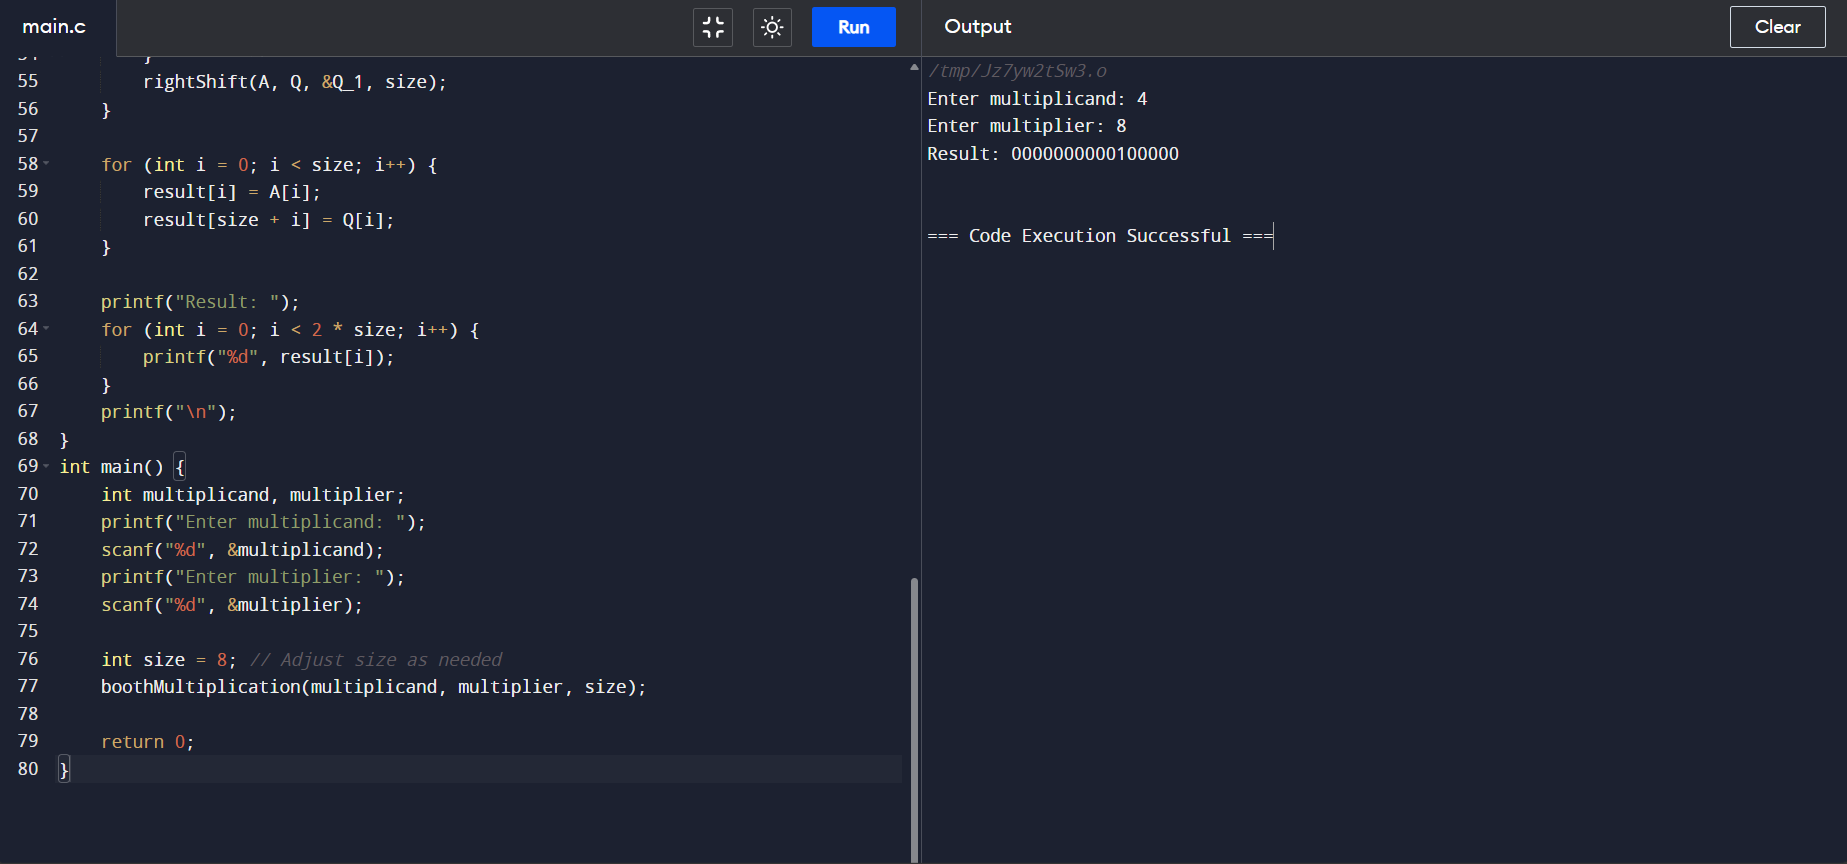 main.c
Run
Output
Clear
55 rightShift(A, Q, &Q_1, size);
56 }
57
58 for (int i = 0; i < size; i++) {
59 result[i] = A[i];
60 result[size + i] = Q[i];
61 }
62
63 printf("Result: ");
64 for (int i = 0; i < 2 * size; i++) {
65 printf("%d", result[i]);
66 }
67 printf("\n");
68 }
69 int main() {
70 int multiplicand, multiplier;
71 printf("Enter multiplicand: ");
72 scanf("%d", &multiplicand);
73 printf("Enter multiplier: ");
74 scanf("%d", &multiplier);
75
76 int size = 8; // Adjust size as needed
77 boothMultiplication(multiplicand, multiplier, size);
78
79 return 0;
80 }
/tmp/Jz7yw2tSw3.o
Enter multiplicand: 4
Enter multiplier: 8
Result: 0000000000100000
=== Code Execution Successful ===